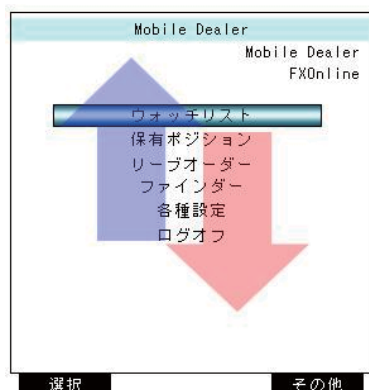 Mobile Dealer
Mobile Dealer
FXOnline
ウォッチリスト
保有ポジション
リーブオーダー
ファインダー
各種設定
ログオフ
選択 その他